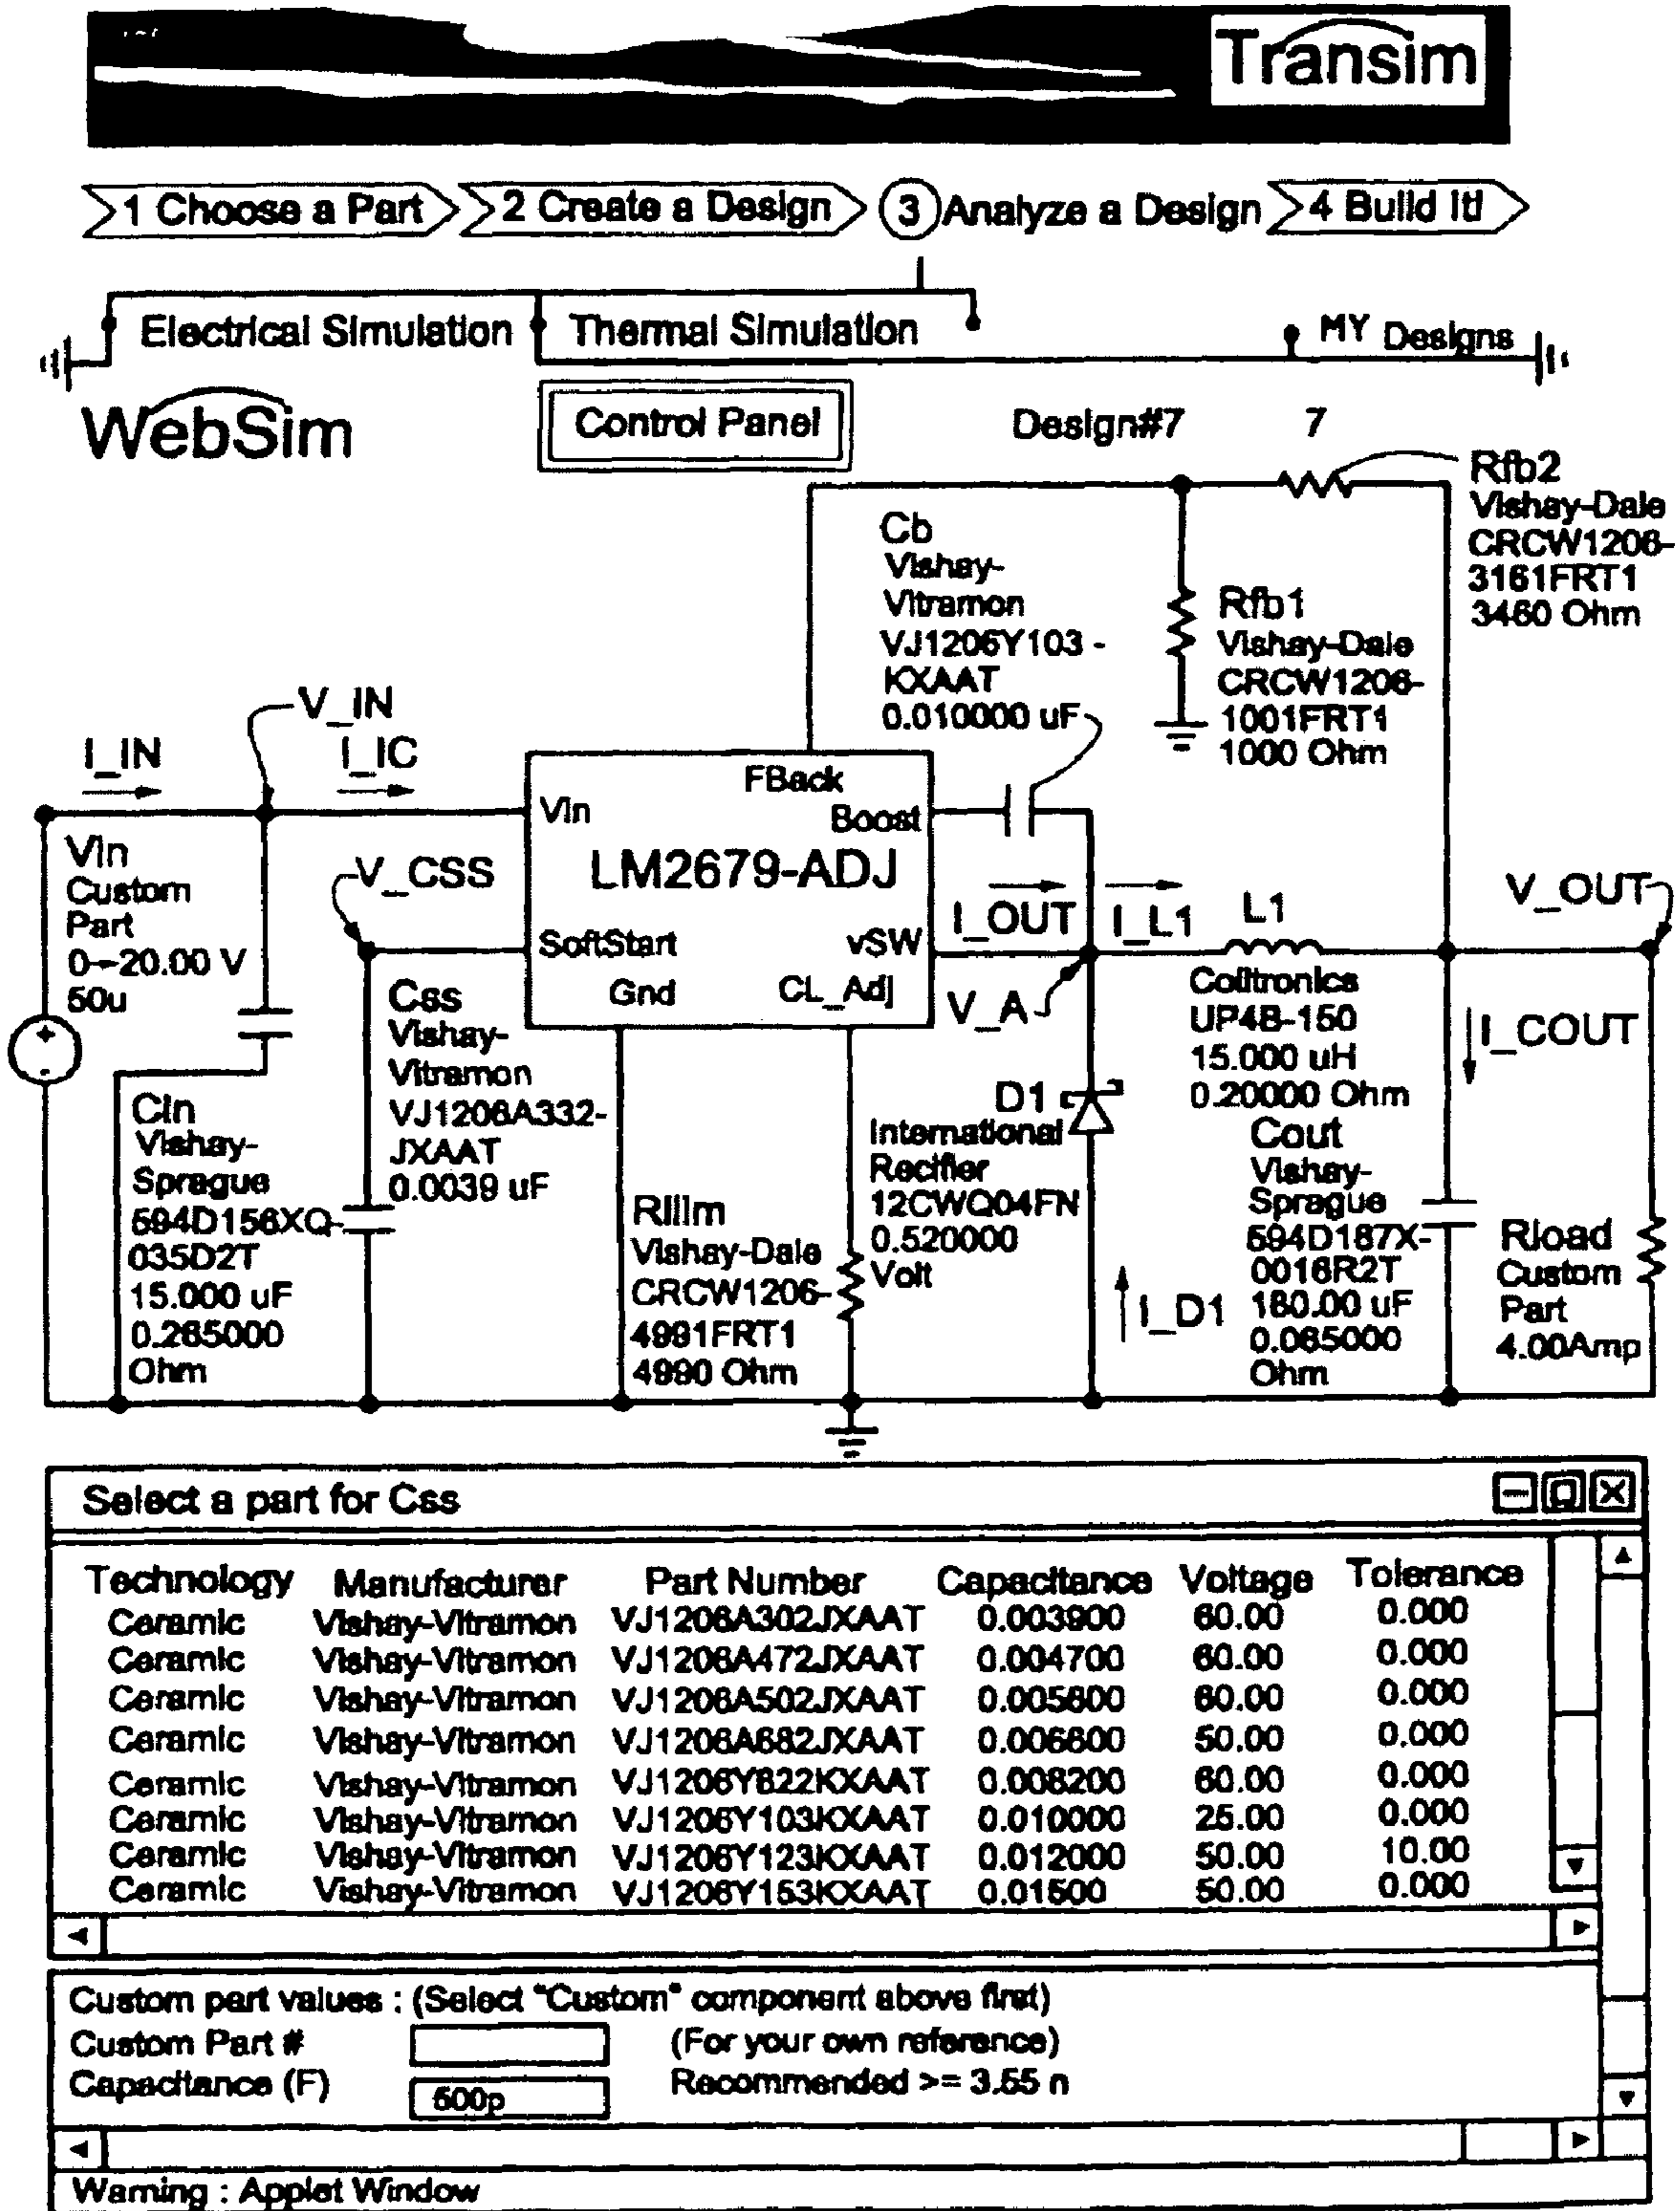 Transim
1 Choose a Part
2 Create a Design
3 Analyze a Design
4 Build It!
Electrical Simulation
Thermal Simulation
MY Designs
WebSim
Control Panel
Design#7
7
Rfb2
Vishay-Dale
CRCW1206-
3161FRT1
3460 Ohm
Cb
Vishay-
Vitramon
VJ1206Y103 -
KXAAT
0.010000 uF
Rfb1
Vishay-Dale
CRCW1206-
1001FRT1
1000 Ohm
V_IN
I_IN
I_IC
FBack
Vin
Boost
LM2679-ADJ
SoftStart
vSW
Gnd
CL_Adj
Vin
Custom
Part
0-20.00 V
50u
+
-
V_CSS
I_OUT
I_L1
L1
V_OUT
V_A
Coiltronics
UP4B-150
15.000 uH
0.20000 Ohm
I_COUT
Css
Vishay-
Vitramon
VJ1206A332-
JXAAT
0.0039 uF
Cin
Vishay-
Sprague
594D156XQ-
035D2T
15.000 uF
0.265000
Ohm
D1
International
Rectifier
12CWQ04FN
0.520000
Volt
Cout
Vishay-
Sprague
594D187X-
0016R2T
180.00 uF
0.065000
Ohm
Rlilm
Vishay-Dale
CRCW1206-
4991FRT1
4990 Ohm
I_D1
Rload
Custom
Part
4.00Amp
Select a part for Css
Technology Manufacturer Part Number Capacitance Voltage Tolerance
Ceramic Vishay-Vitramon VJ1206A302JXAAT 0.003900 60.00 0.000
Ceramic Vishay-Vitramon VJ1206A472JXAAT 0.004700 60.00 0.000
Ceramic Vishay-Vitramon VJ1206A502JXAAT 0.005600 60.00 0.000
Ceramic Vishay-Vitramon VJ1206A682JXAAT 0.006600 50.00 0.000
Ceramic Vishay-Vitramon VJ1206Y822KXAAT 0.008200 60.00 0.000
Ceramic Vishay-Vitramon VJ1206Y103KXAAT 0.010000 25.00 0.000
Ceramic Vishay-Vitramon VJ1206Y123KXAAT 0.012000 50.00 10.00
Ceramic Vishay-Vitramon VJ1206Y153KXAAT 0.01500 50.00 0.000
Custom part values : (Select "Custom" component above first)
Custom Part # (For your own reference)
Capacitance (F) 500p Recommended >= 3.55 n
Warning : Applet Window